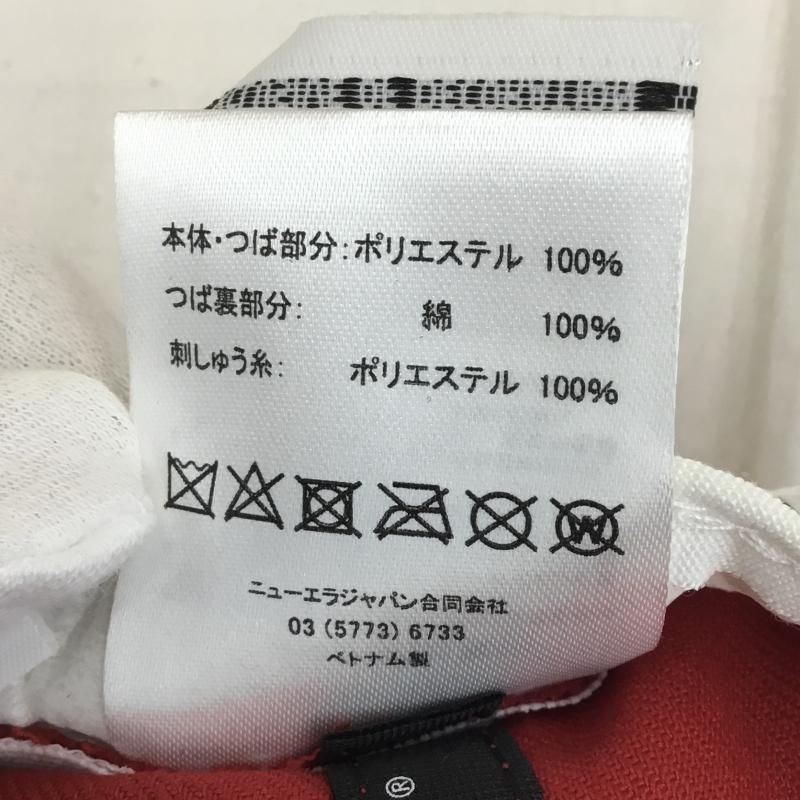 本体・つば部分:ポリエステル 100%
つば裏部分: 綿 100%
刺しゅう糸: ポリエステル 100%
W
ニューエラジャパン合同会社
03 (5773) 6733
ベトナム製
®